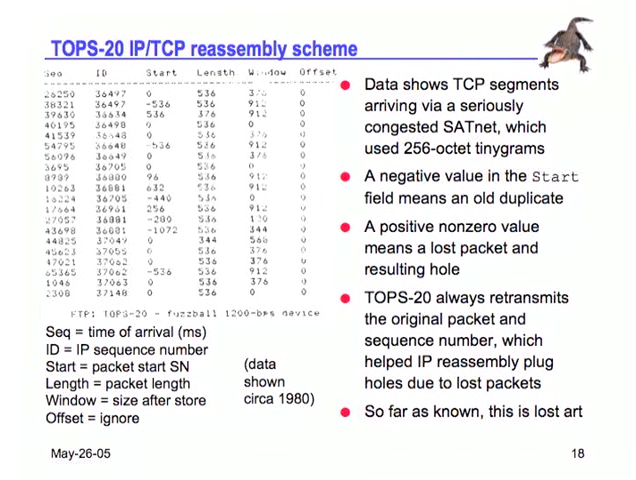 TOPS-20 IP/TCP reassembly scheme
Seq ID Start Length Window Offset
26250 36497 0 536 376 0
38321 36497 -536 536 912 0
39630 36634 536 376 912 0
40195 36498 0 536 0 0
41539 0 536 376 0
54795 36648 -536 536 912 0
56096 36649 0 536 376 0
3695 36705 0 536 0 0
8989 36880 96 536 912 0
10263 36881 632 536 912 0
16224 36705 -440 536 0 0
17664 36961 256 536 912 0
27057 36881 -280 536 0
43698 36881 -1072 536 344 0
44825 37049 0 344 568 0
45623 37055 0 536 376 0
47021 37062 0 536 376 0
65365 37062 -536 536 912 0
1046 37063 0 536 376 0
2308 37148 0 536 0 0
FTP: TOPS-20 - fuzzball 1200-bps device
Seq = time of arrival (ms)
ID = IP sequence number
Start = packet start SN
Length = packet length
Window = size after store
Offset = ignore
(data
shown
circa 1980)
Data shows TCP segments
arriving via a seriously
congested SATnet, which
used 256-octet tinygrams
A negative value in the Start
field means an old duplicate
A positive nonzero value
means a lost packet and
resulting hole
TOPS-20 always retransmits
the original packet and
sequence number, which
helped IP reassembly plug
holes due to lost packets
So far as known, this is lost art
May-26-05
18